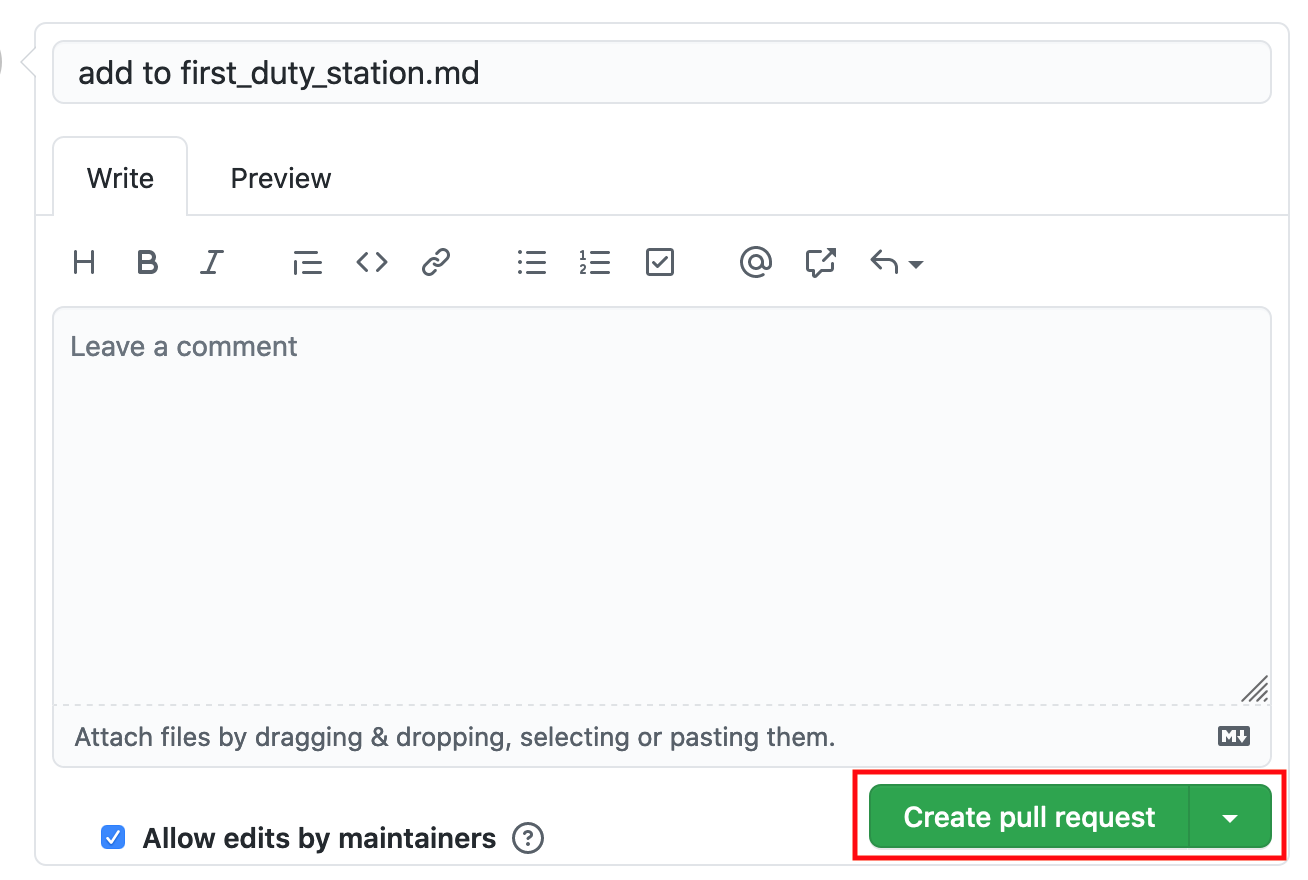 add to first_duty_station.md
Write Preview
Leave a comment
Attach files by dragging & dropping, selecting or pasting them.
Create pull request
Allow edits by maintainers